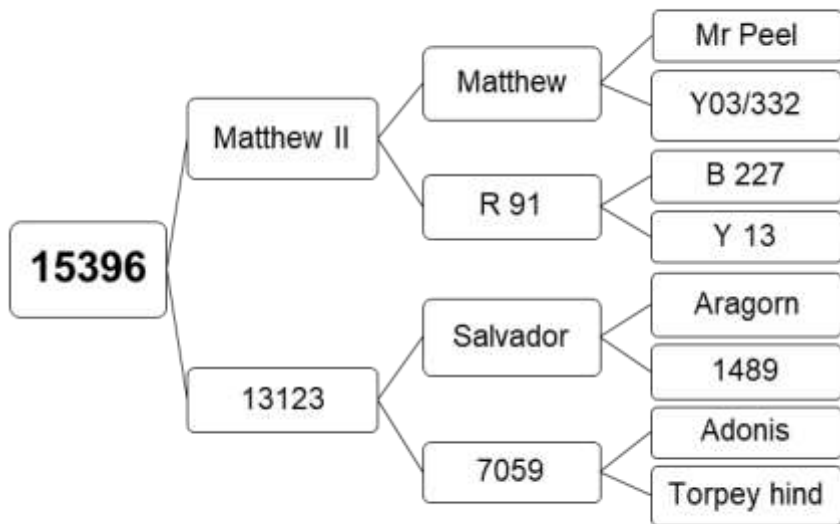 Mr Peel
Matthew
Y03/332
Matthew II
B 227
R 91
Y 13
15396
Aragorn
Salvador
1489
13123
Adonis
7059
Torpey hind